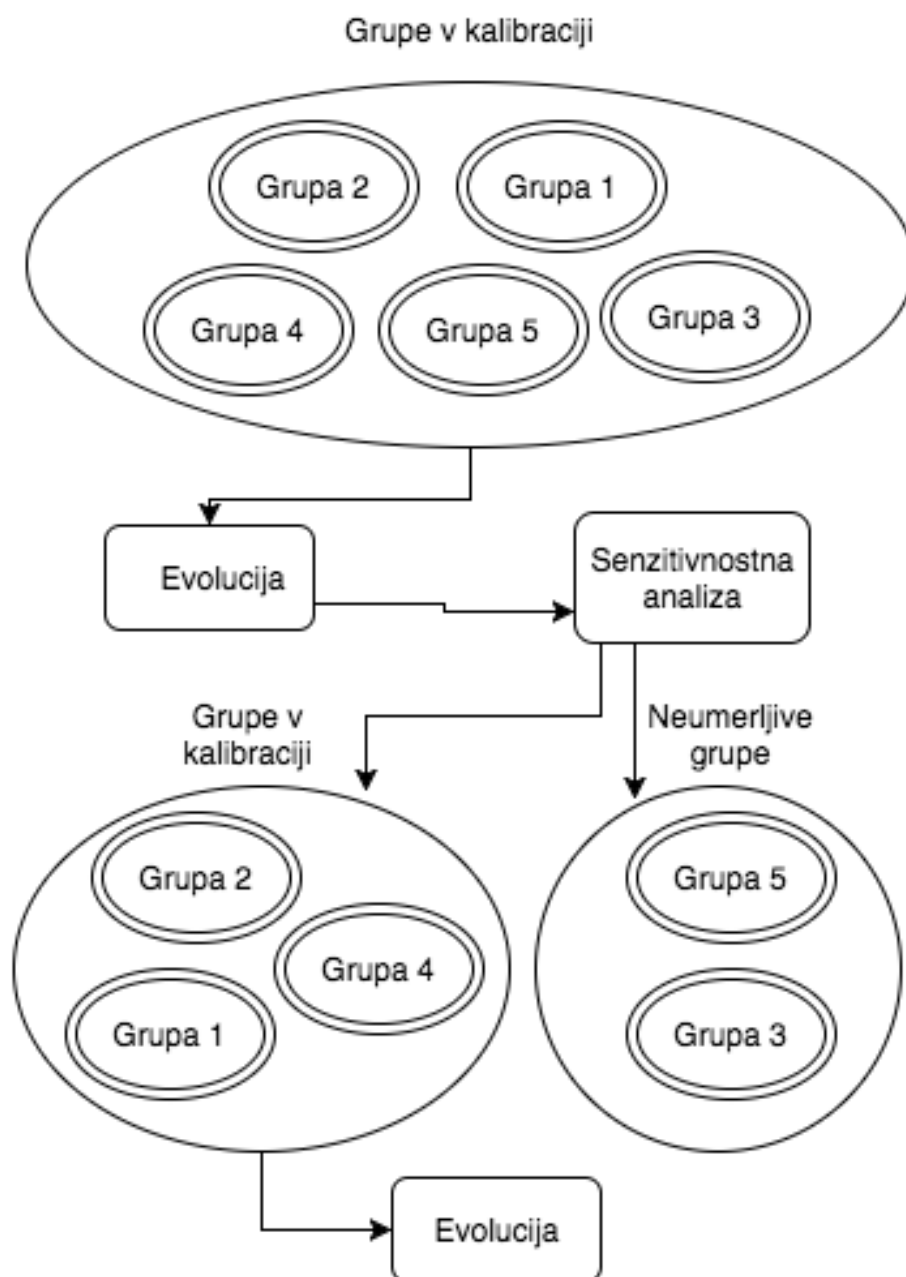 Grupe v kalibraciji
Grupa 2
Grupa 1
Grupa 4
Grupa 5
Grupa 3
Evolucija
Senzitivnostna
analiza
Grupe v
kalibraciji
Neumerljive
grupe
Grupa 2
Grupa 4
Grupa 1
Grupa 5
Grupa 3
Evolucija